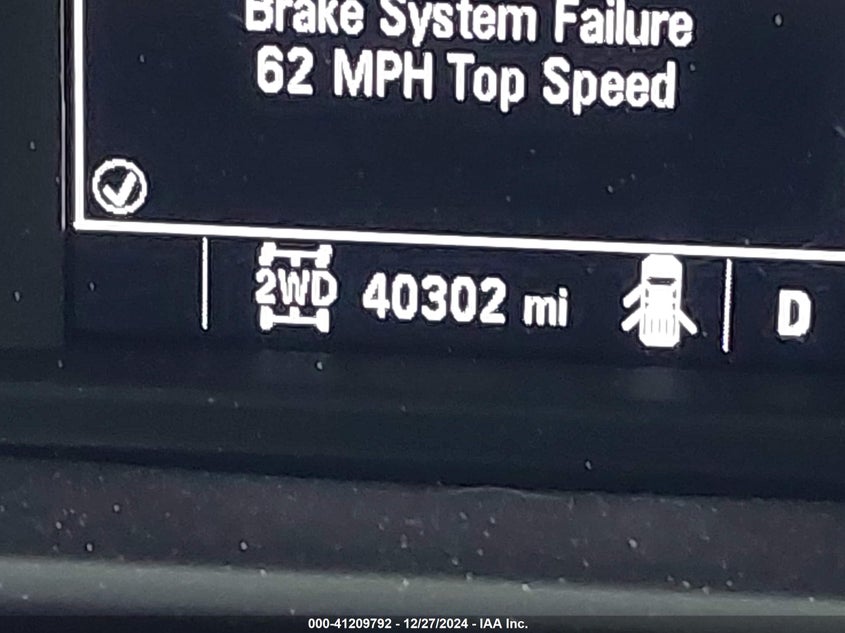 Brake System Failure
62 MPH Top Speed
2WD 40302 mi D
000-41209792 - 12/27/2024 - IAA Inc.